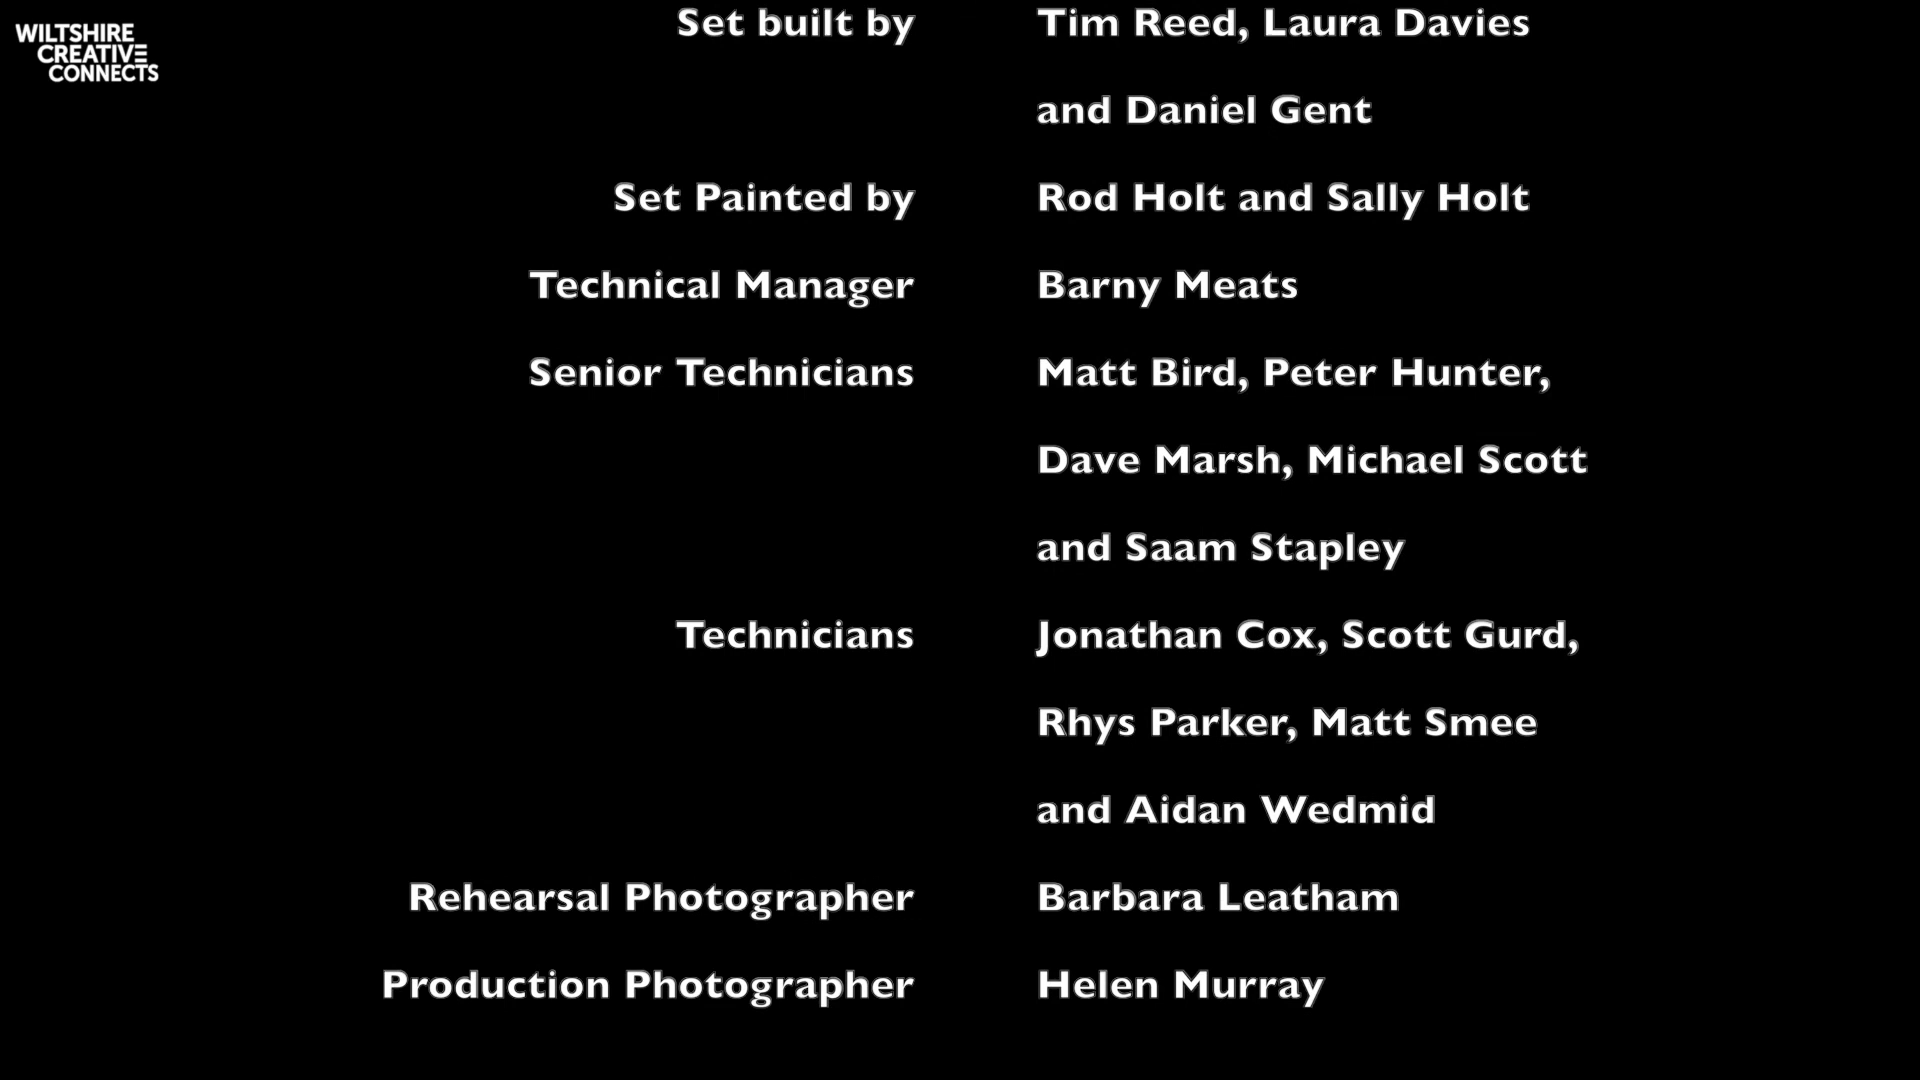 WILTSHIRE
CREATIVE
CONNECTS
Set built by Tim Reed, Laura Davies
and Daniel Gent
Set Painted by Rod Holt and Sally Holt
Technical Manager Barny Meats
Senior Technicians Matt Bird, Peter Hunter,
Dave Marsh, Michael Scott
and Saam Stapley
Technicians Jonathan Cox, Scott Gurd,
Rhys Parker, Matt Smee
and Aidan Wedmid
Rehearsal Photographer Barbara Leatham
Production Photographer Helen Murray